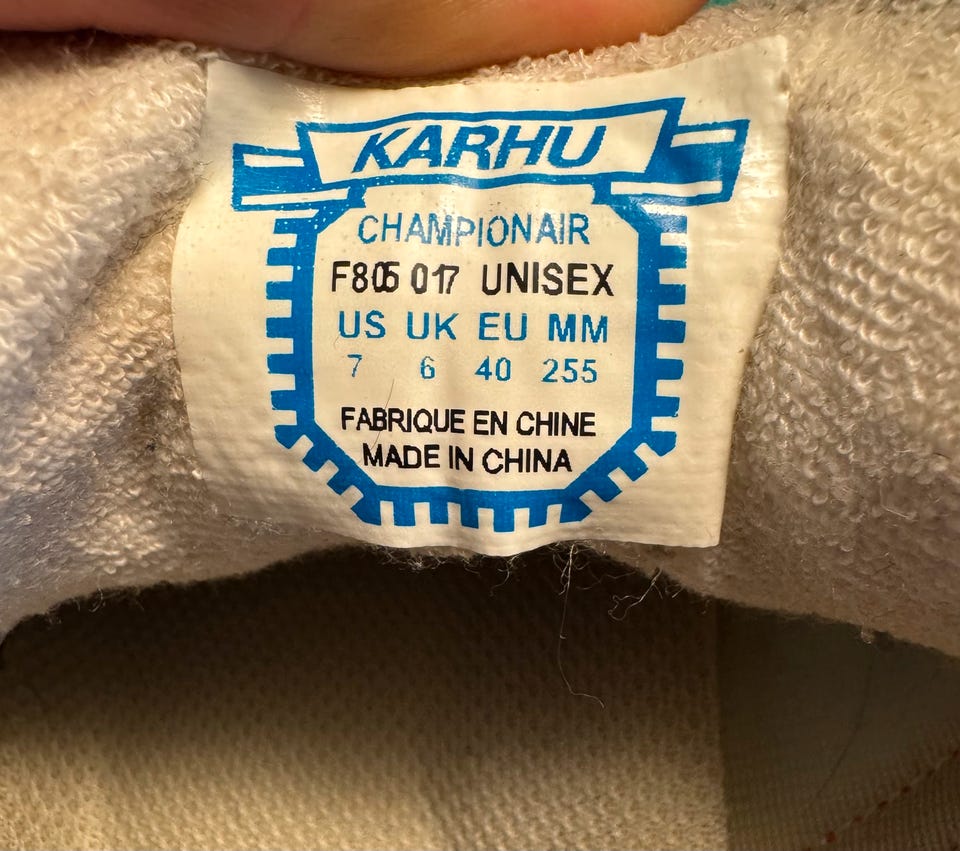 KARHU
CHAMPIONAIR
F805 017 UNISEX
US UK EU MM
7 6 40 255
FABRIQUE EN CHINE
MADE IN CHINA